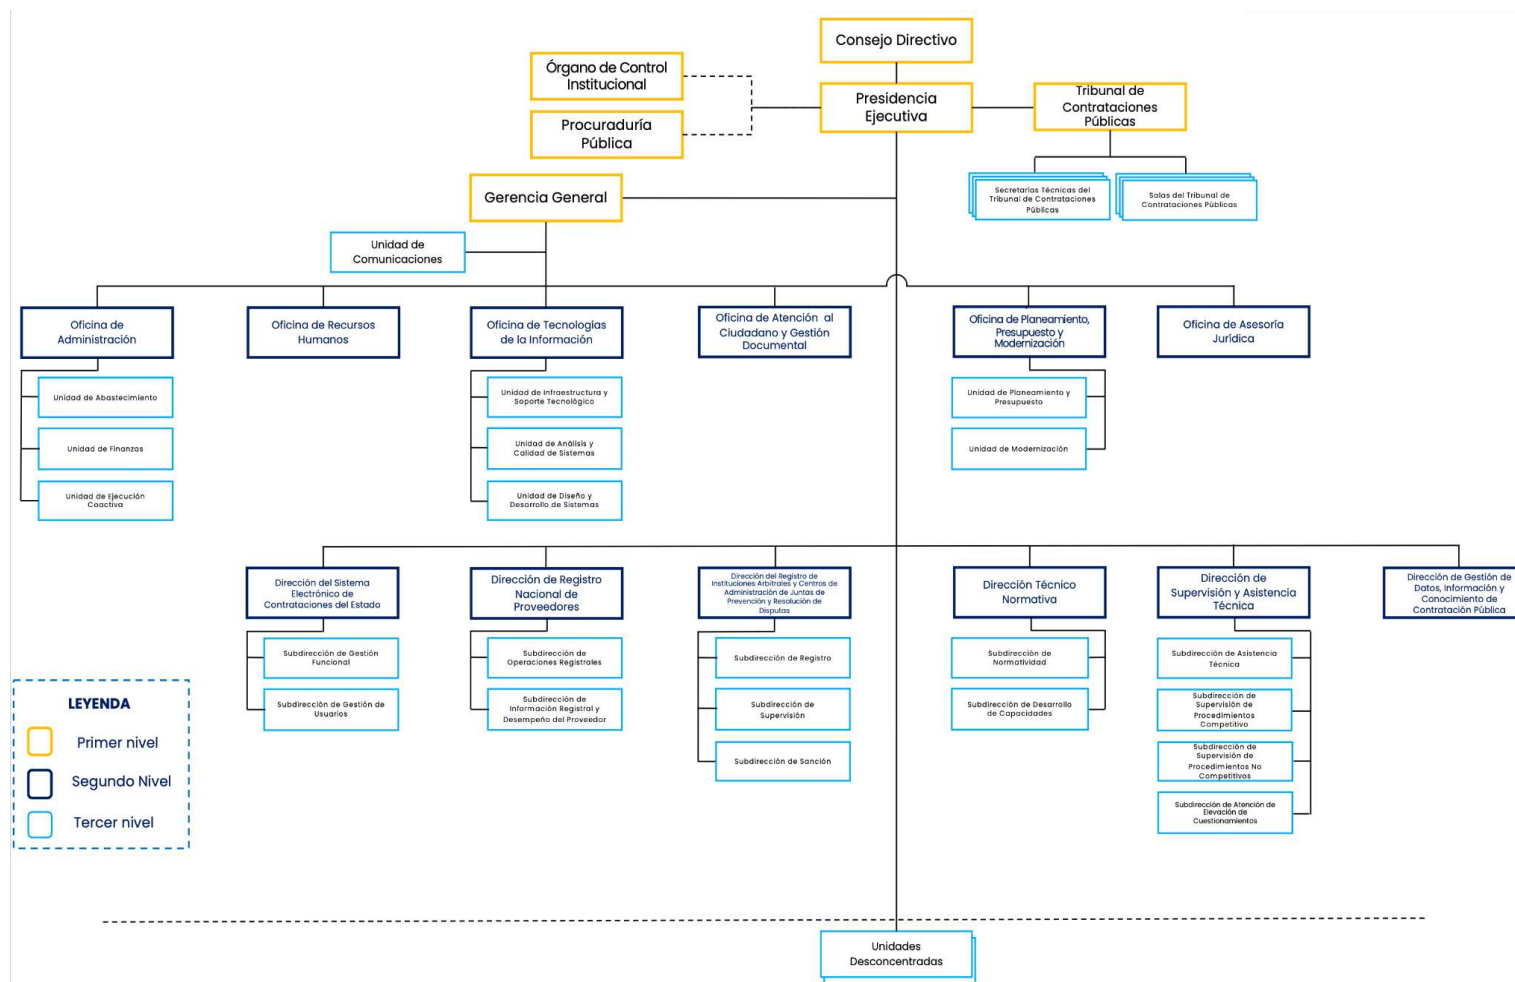 Consejo Directivo
Órgano de Control
Institucional
Presidencia
Ejecutiva
Tribunal de
Contrataciones
Públicas
Procuraduría
Pública
Secretarías Técnicas del
Tribunal de Contrataciones
Públicas
Salas del Tribunal de
Contrataciones Públicas
Gerencia General
Unidad de
Comunicaciones
Oficina de
Administración
Oficina de Recursos
Humanos
Oficina de Tecnologías
de la Información
Oficina de Atención al
Ciudadano y Gestión
Documental
Oficina de Planeamiento,
Presupuesto y
Modernización
Oficina de Asesoría
Jurídica
Unidad de Abastecimiento
Unidad de Finanzas
Unidad de Ejecución
Coactiva
Unidad de Infraestructura y
Soporte Tecnológico
Unidad de Análisis y
Calidad de Sistemas
Unidad de Diseño y
Desarrollo de Sistemas
Unidad de Planeamiento y
Presupuesto
Unidad de Modernización
Dirección del Sistema
Electrónico de
Contrataciones del Estado
Dirección de Registro
Nacional de
Proveedores
Dirección del Registro de
Instituciones Arbitrales y Centros de
Administración de Juntas de
Prevención y Resolución de
Disputas
Dirección Técnico
Normativa
Dirección de
Supervisión y Asistencia
Técnica
Dirección de Gestión de
Datos, Información y
Conocimiento de
Contratación Pública
Subdirección de Gestión
Funcional
Subdirección de Gestión de
Usuarios
Subdirección de
Operaciones Registrales
Subdirección de
Información Registral y
Desempeño del Proveedor
Subdirección de Registro
Subdirección de
Supervisión
Subdirección de Sanción
Subdirección de
Normatividad
Subdirección de Desarrollo
de Capacidades
Subdirección de Asistencia
Técnica
Subdirección de
Supervisión de
Procedimientos
Competitivo
Subdirección de
Supervisión de
Procedimientos No
Competitivos
Subdirección de Atención de
Elevación de
Cuestionamientos
LEYENDA
Primer nivel
Segundo Nivel
Tercer nivel
Unidades
Desconcentradas